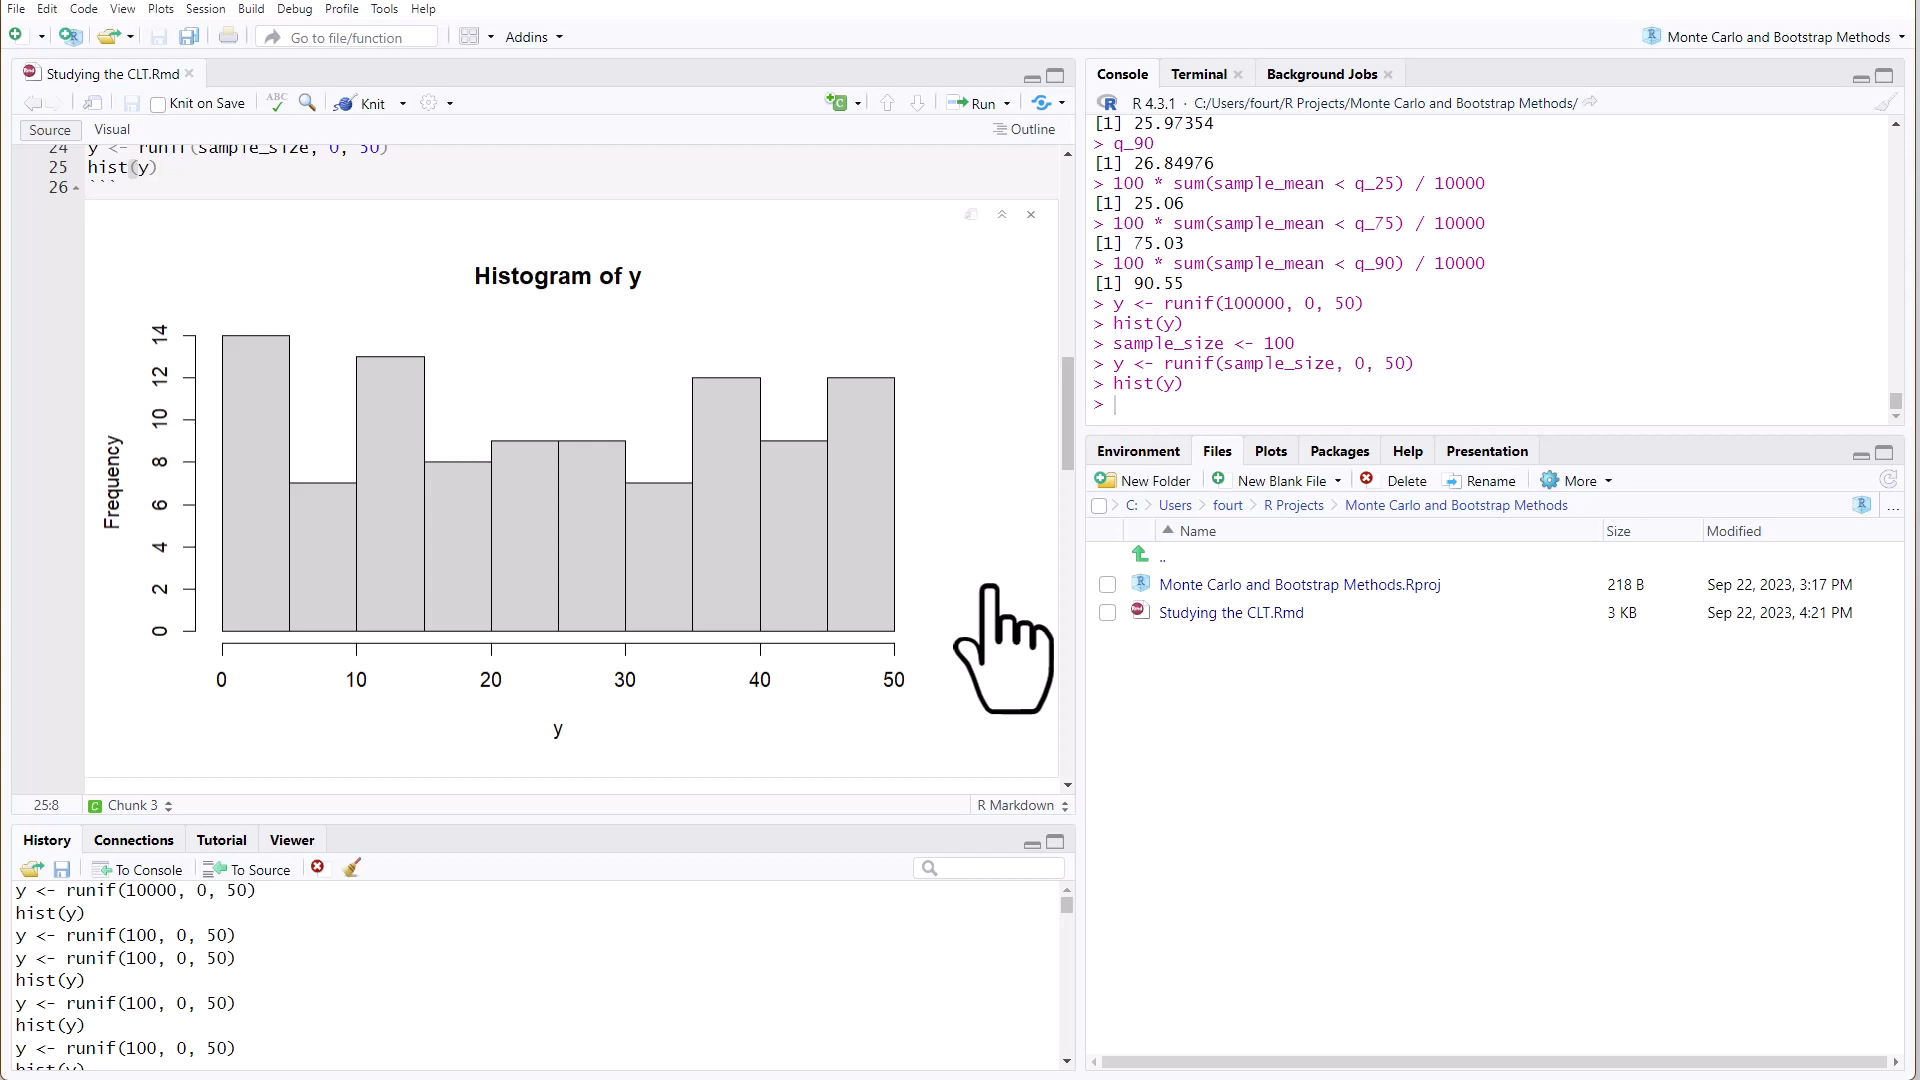 File Edit Code View Plots Session Build Debug Profile Tools Help
Go to file/function Addins Monte Carlo and Bootstrap Methods
Studying the CLT.Rmd
Knit on Save ABC Knit Run
Source Visual Outline
24 y <- runif(sample_size, 0, 50)
25 hist(y)
26 ```
Histogram of y
Frequency
14
12
10
8
6
4
2
0
0 10 20 30 40 50
y
25:8 Chunk 3 R Markdown
History Connections Tutorial Viewer
To Console To Source
y <- runif(10000, 0, 50)
hist(y)
y <- runif(100, 0, 50)
y <- runif(100, 0, 50)
hist(y)
y <- runif(100, 0, 50)
hist(y)
y <- runif(100, 0, 50)
hist(y)
Console Terminal Background Jobs
R 4.3.1 · C:/Users/fourt/R Projects/Monte Carlo and Bootstrap Methods/
[1] 25.97354
> q_90
[1] 26.84976
> 100 * sum(sample_mean < q_25) / 10000
[1] 25.06
> 100 * sum(sample_mean < q_75) / 10000
[1] 75.03
> 100 * sum(sample_mean < q_90) / 10000
[1] 90.55
> y <- runif(100000, 0, 50)
> hist(y)
> sample_size <- 100
> y <- runif(sample_size, 0, 50)
> hist(y)
>
Environment Files Plots Packages Help Presentation
New Folder New Blank File Delete Rename More
C: Users fourt R Projects Monte Carlo and Bootstrap Methods ...
Name Size Modified
..
Monte Carlo and Bootstrap Methods.Rproj 218 B Sep 22, 2023, 3:17 PM
Studying the CLT.Rmd 3 KB Sep 22, 2023, 4:21 PM